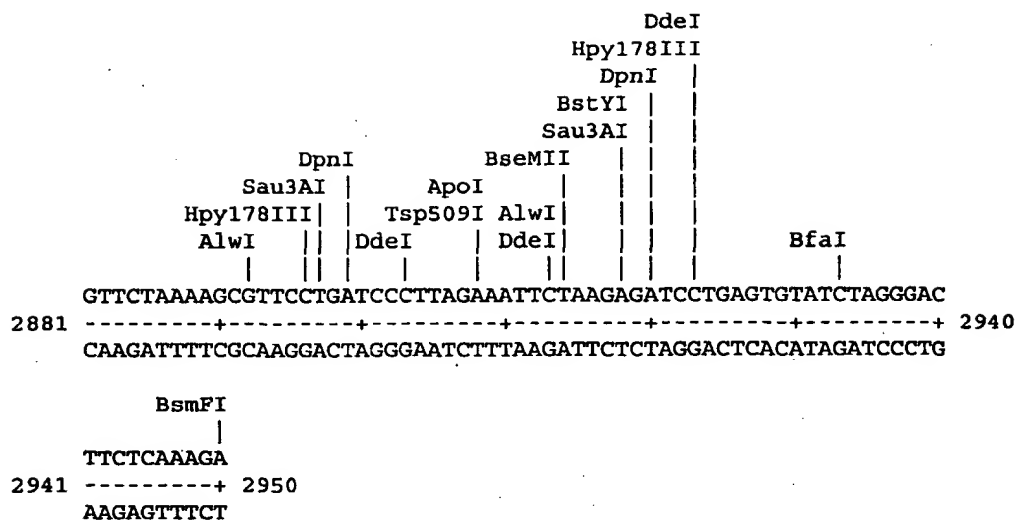 DdeI
Hpy178III
DpnI
BstYI
Sau3AI
DpnI BseMII
Sau3AI ApoI
Hpy178III Tsp509I AlwI
AlwI DdeI DdeI BfaI
GTTCTAAAAGCGTTCCTGATCCCTTAGAAATTCTAAGAGATCCTGAGTGTATCTAGGGAC
2881 ---------+---------+---------+---------+---------+---------+ 2940
CAAGATTTTCGCAAGGACTAGGGAATCTTTAAGATTCTCTAGGACTCACATAGATCCCTG
BsmFI
TTCTCAAAGA
2941 ---------+ 2950
AAGAGTTTCT